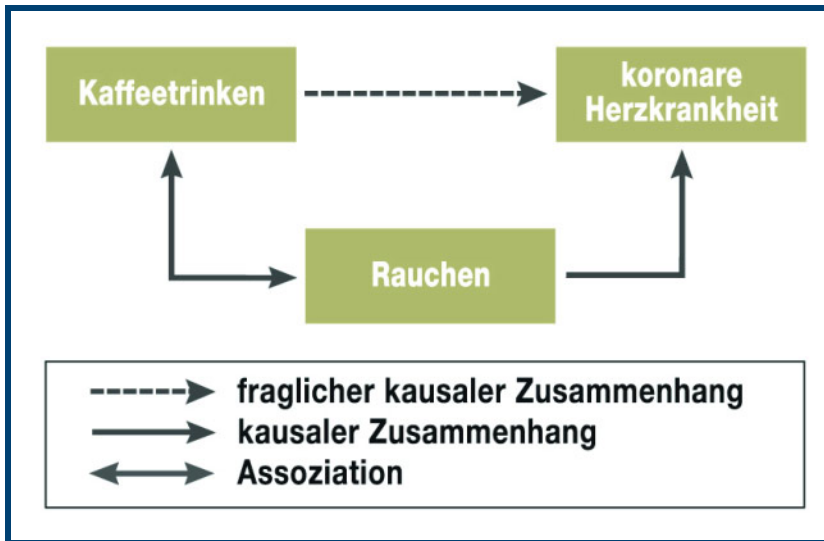 Kaffeetrinken
koronare
Herzkrankheit
Rauchen
fraglicher kausaler Zusammenhang
kausaler Zusammenhang
Assoziation